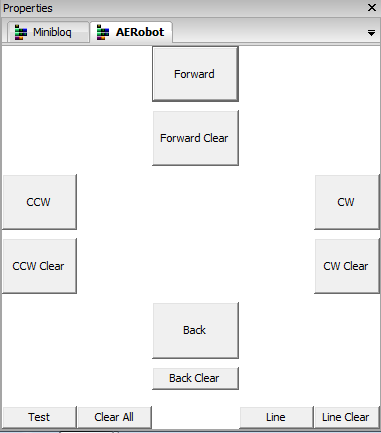 Properties
Minibloq
AERobot
Forward
Forward Clear
CCW
CW
CCW Clear
CW Clear
Back
Back Clear
Test
Clear All
Line
Line Clear